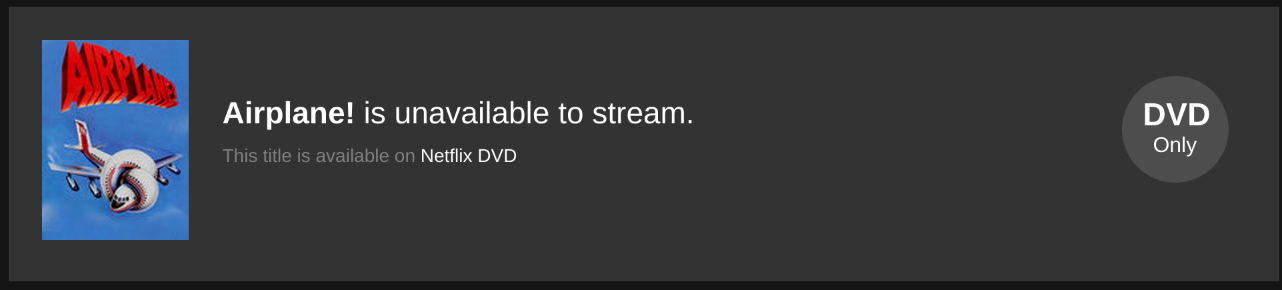 AIRPLANE!
Airplane! is unavailable to stream.
This title is available on Netflix DVD
DVD
Only